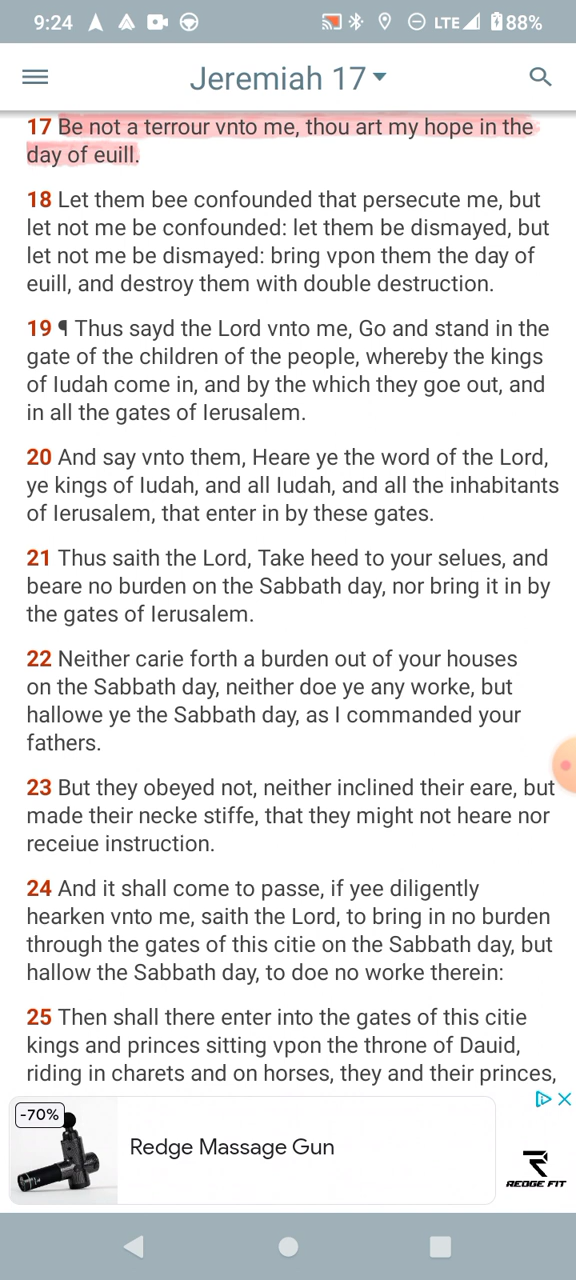 9:24 LTE 88%
Jeremiah 17
17 Be not a terrour vnto me, thou art my hope in the
day of euill.
18 Let them bee confounded that persecute me, but
let not me be confounded: let them be dismayed, but
let not me be dismayed: bring vpon them the day of
euill, and destroy them with double destruction.
19 ¶ Thus sayd the Lord vnto me, Go and stand in the
gate of the children of the people, whereby the kings
of Iudah come in, and by the which they goe out, and
in all the gates of Ierusalem.
20 And say vnto them, Heare ye the word of the Lord,
ye kings of Iudah, and all Iudah, and all the inhabitants
of Ierusalem, that enter in by these gates.
21 Thus saith the Lord, Take heed to your selues, and
beare no burden on the Sabbath day, nor bring it in by
the gates of Ierusalem.
22 Neither carie forth a burden out of your houses
on the Sabbath day, neither doe ye any worke, but
hallowe ye the Sabbath day, as I commanded your
fathers.
23 But they obeyed not, neither inclined their eare, but
made their necke stiffe, that they might not heare nor
receiue instruction.
24 And it shall come to passe, if yee diligently
hearken vnto me, saith the Lord, to bring in no burden
through the gates of this citie on the Sabbath day, but
hallow the Sabbath day, to doe no worke therein:
25 Then shall there enter into the gates of this citie
kings and princes sitting vpon the throne of Dauid,
riding in charets and on horses, they and their princes,
-70%
Redge Massage Gun
REDGE FIT